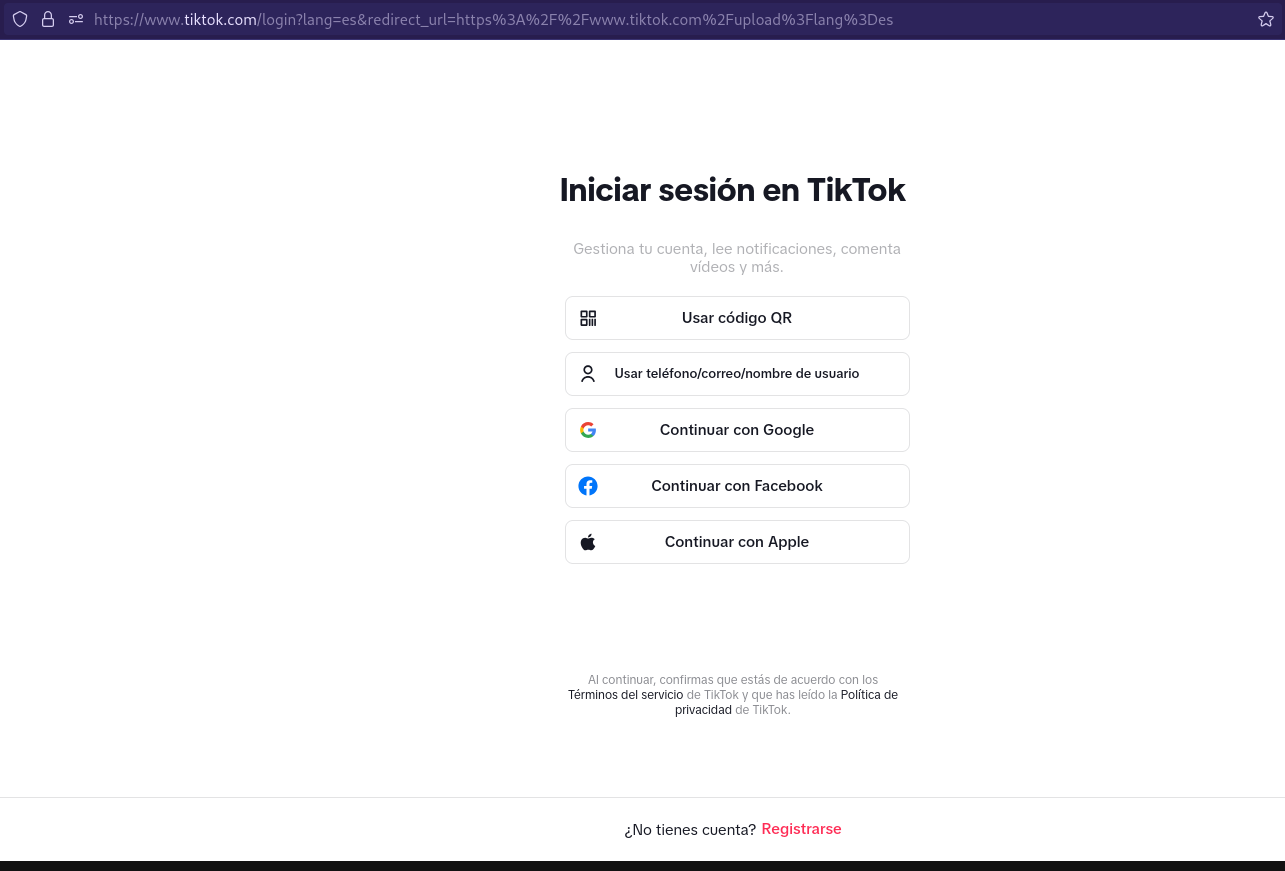 https://www.tiktok.com/login?lang=es&redirect_url=https%3A%2F%2Fwww.tiktok.com%2Fupload%3Flang%3Des
Iniciar sesión en TikTok
Gestiona tu cuenta, lee notificaciones, comenta
vídeos y más.
Usar código QR
Usar teléfono/correo/nombre de usuario
Continuar con Google
Continuar con Facebook
Continuar con Apple
Al continuar, confirmas que estás de acuerdo con los
Términos del servicio de TikTok y que has leído la Política de
privacidad de TikTok.
¿No tienes cuenta? Registrarse